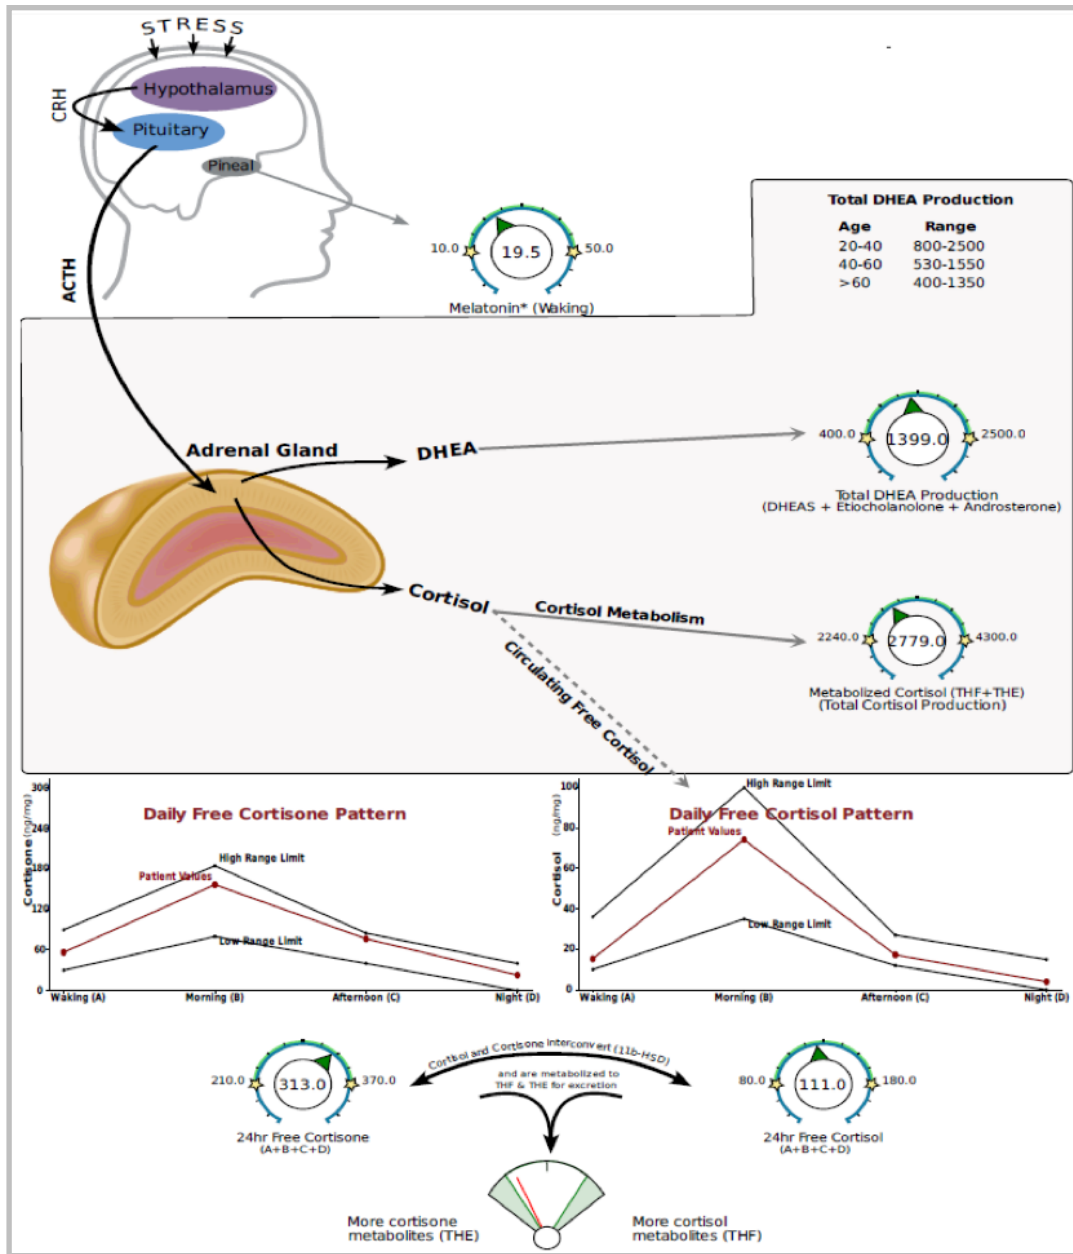 STRESS
Hypothalamus
CRH
Pituitary
Pineal
ACTH
10.0
19.5
50.0
Melatonin* (Waking)
Total DHEA Production
Age Range
20-40 800-2500
40-60 530-1550
>60 400-1350
Adrenal Gland
DHEA
400.0
1399.0
2500.0
Total DHEA Production
(DHEAS + Etiocholanolone + Androsterone)
Cortisol
Cortisol Metabolism
Circulating Free Cortisol
2240.0
2779.0
4300.0
Metabolized Cortisol (THF+THE)
(Total Cortisol Production)
Daily Free Cortisone Pattern
Cortisone (ng/mg)
300
240
180
120
60
0
High Range Limit
Patient Values
Low Range Limit
Waking (A)
Morning (B)
Afternoon (C)
Night (D)
Daily Free Cortisol Pattern
Cortisol (ng/mg)
100
80
60
40
20
0
High Range Limit
Patient Values
Low Range Limit
Waking (A)
Morning (B)
Afternoon (C)
Night (D)
210.0
313.0
370.0
24hr Free Cortisone
(A+B+C+D)
Cortisol and Cortisone Interconvert (11b-HSD)
and are metabolized to
THF & THE for excretion
80.0
111.0
180.0
24hr Free Cortisol
(A+B+C+D)
More cortisone
metabolites (THE)
More cortisol
metabolites (THF)